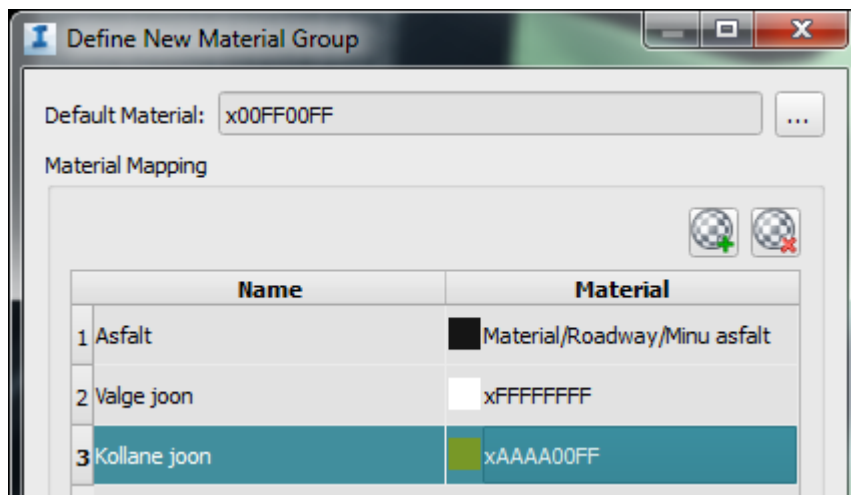 Define New Material Group
Default Material: x00FF00FF ...
Material Mapping
Name Material
1 Asfalt Material/Roadway/Minu asfalt
2 Valge joon xFFFFFFFF
3 Kollane joon xAAAA00FF